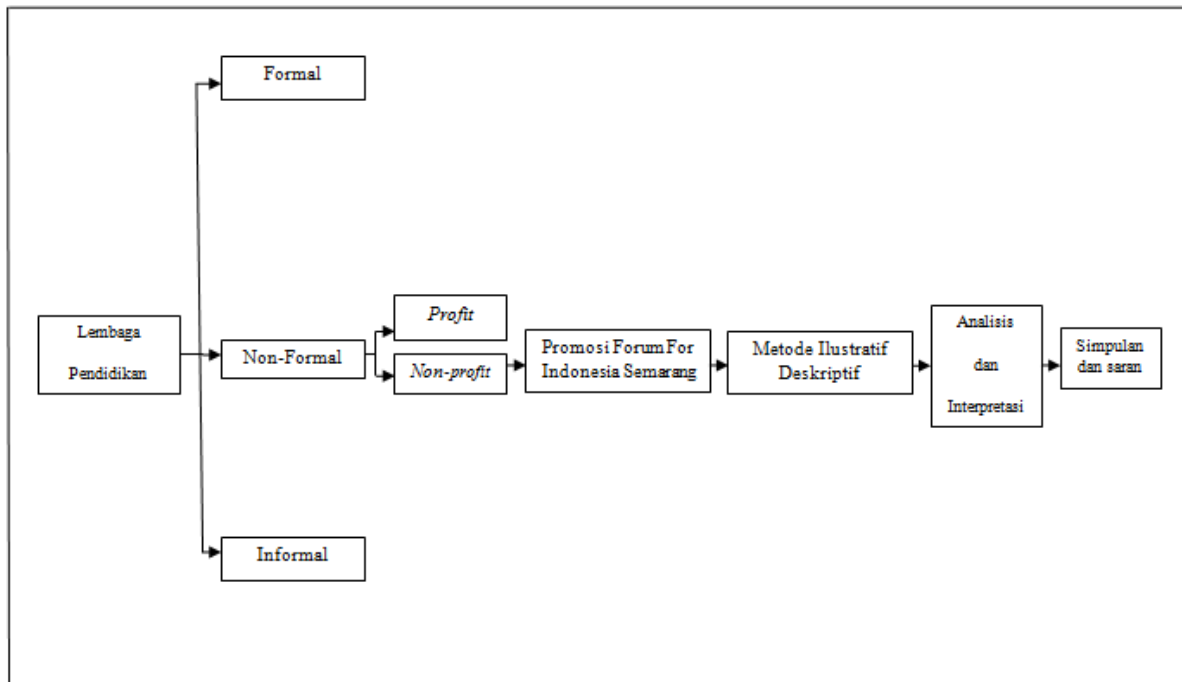 Formal
Lembaga
Pendidikan
Non-Formal
Profit
Non-profit
Promosi Forum For
Indonesia Semarang
Metode Ilustratif
Deskriptif
Analisis
dan
Interpretasi
Simpulan
dan saran
Informal